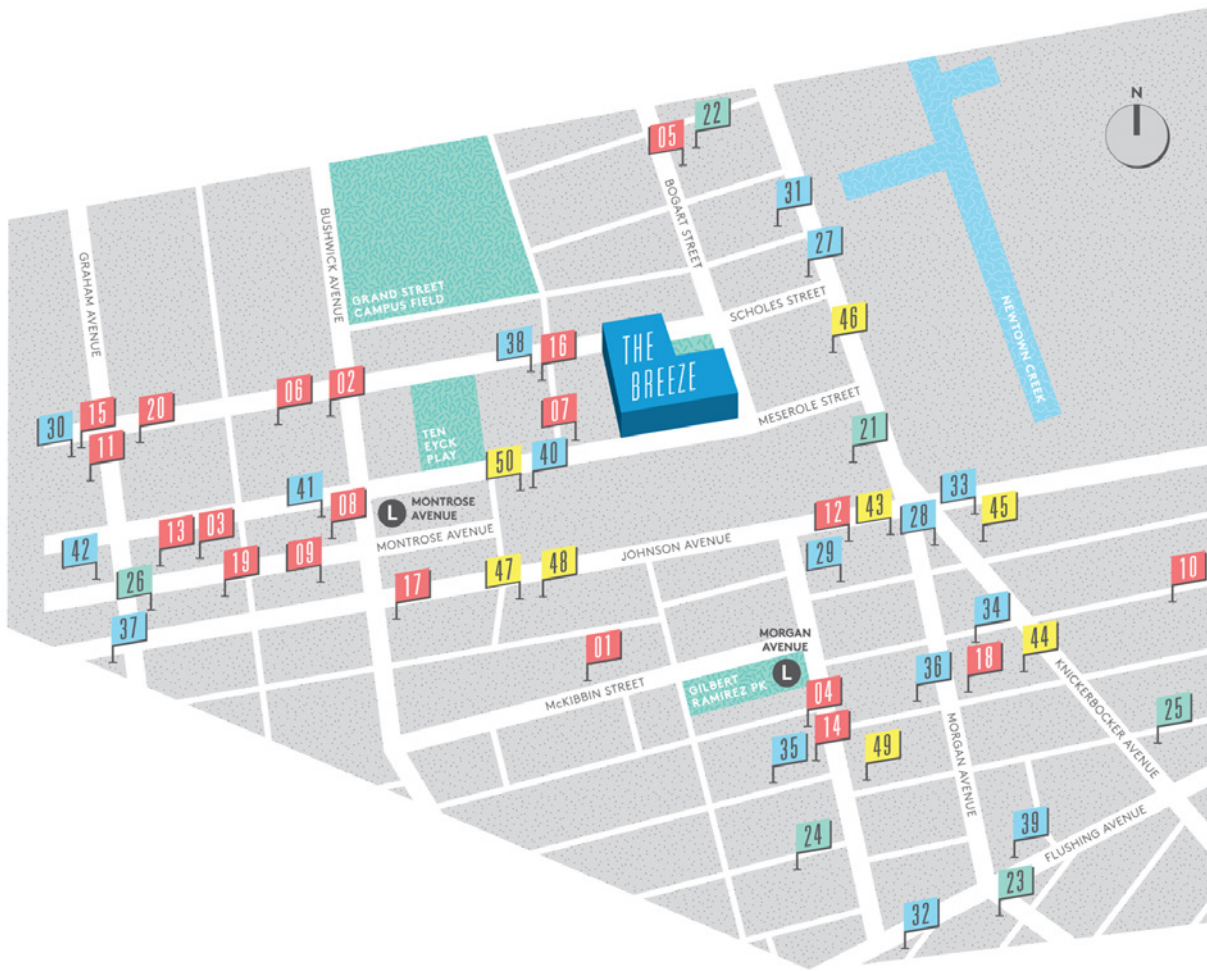 N
22
05
31
27
BOGART STREET
BUSHWICK AVENUE
GRAHAM AVENUE
GRAND STREET
CAMPUS FIELD
SCHOLES STREET
NEWTOWN CREEK
46
38
16
THE
BREEZE
06
02
07
15
20
30
11
MESEROLE STREET
TEN
EYCK
PLAY
21
50
40
41
08
L
MONTROSE
AVENUE
MONTROSE AVENUE
33
45
12
43
28
13
03
42
19
09
26
JOHNSON AVENUE
29
47
48
17
10
37
34
44
MORGAN
AVENUE
L
01
36
18
GILBERT
RAMIREZ PK
McKIBBIN STREET
04
14
35
49
KNICKERBOCKER AVENUE
25
MORGAN AVENUE
24
39
FLUSHING AVENUE
23
32